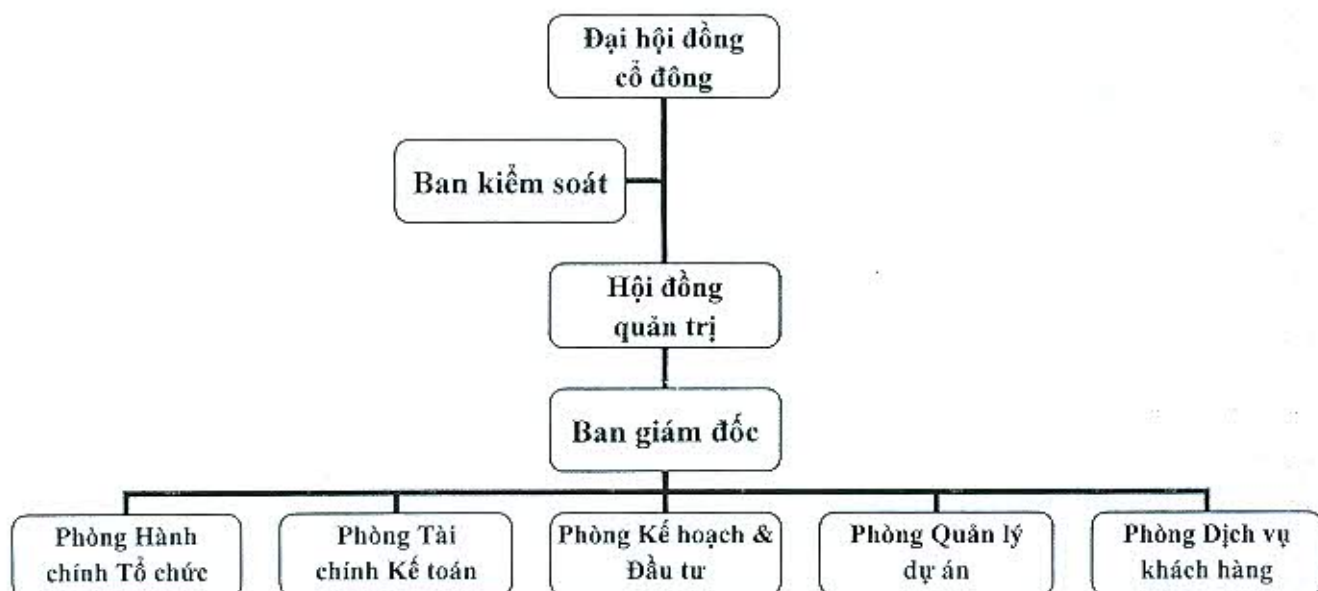 Đại hội đồng
cổ đông
Ban kiểm soát
Hội đồng
quản trị
Ban giám đốc
Phòng Hành
chính Tổ chức
Phòng Tài
chính Kế toán
Phòng Kế hoạch &
Đầu tư
Phòng Quản lý
dự án
Phòng Dịch vụ
khách hàng